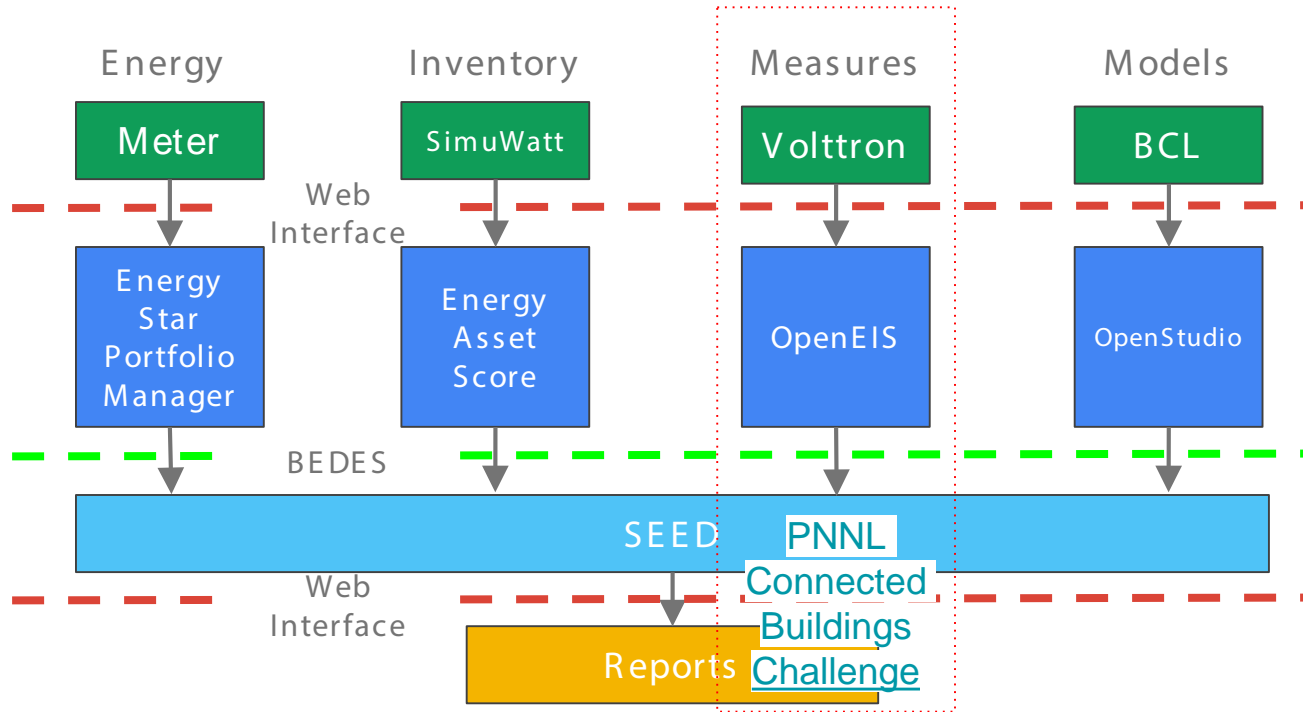 Energy
Inventory
Measures
Models
Meter
SimuWatt
Volttron
BCL
Web
Interface
Energy
Star
Portfolio
Manager
Energy
Asset
Score
OpenEIS
OpenStudio
BEDES
SEED
PNNL
Connected
Buildings
Challenge
Web
Interface
Reports